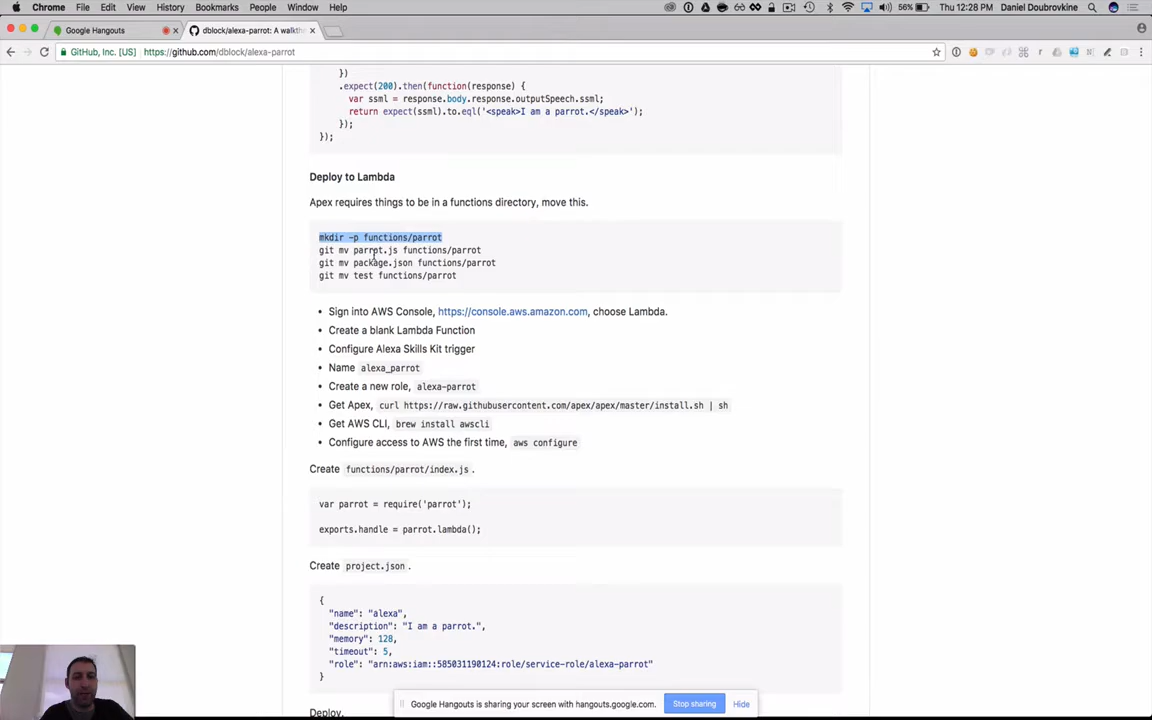 Chrome File Edit View History Bookmarks People Window Help 56% Thu 12:28 PM Daniel Doubrovkine
Google Hangouts
dblock/alexa-parrot: A walkth
GitHub, Inc. [US] https://github.com/dblock/alexa-parrot
})
.expect(200).then(function(response) {
var ssml = response.body.response.outputSpeech.ssml;
return expect(ssml).to.eql('<speak>I am a parrot.</speak>');
});
});
Deploy to Lambda
Apex requires things to be in a functions directory, move this.
mkdir -p functions/parrot
git mv parrot.js functions/parrot
git mv package.json functions/parrot
git mv test functions/parrot
• Sign into AWS Console, https://console.aws.amazon.com, choose Lambda.
• Create a blank Lambda Function
• Configure Alexa Skills Kit trigger
• Name alexa_parrot
• Create a new role, alexa-parrot
• Get Apex, curl https://raw.githubusercontent.com/apex/apex/master/install.sh | sh
• Get AWS CLI, brew install awscli
• Configure access to AWS the first time, aws configure
Create functions/parrot/index.js.
var parrot = require('parrot');
exports.handle = parrot.lambda();
Create project.json.
{
"name": "alexa",
"description": "I am a parrot.",
"memory": 128,
"timeout": 5,
"role": "arn:aws:iam::585031190124:role/service-role/alexa-parrot"
}
Deploy.
Google Hangouts is sharing your screen with hangouts.google.com. Stop sharing Hide